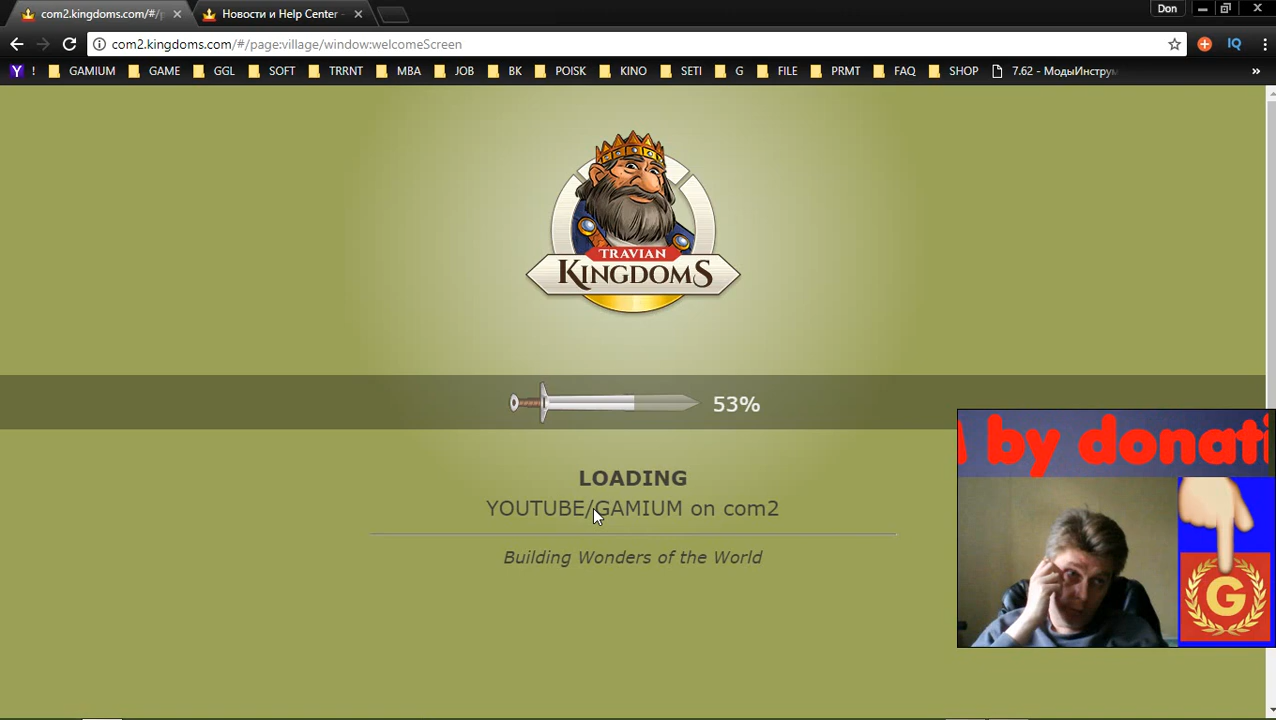 com2.kingdoms.com/#/p
Новости и Help Center -
Don
com2.kingdoms.com/#/page:village/window:welcomeScreen
IQ
Y ! GAMIUM GAME GGL SOFT TRRNT MBA JOB BK POISK KINO SETI G FILE PRMT FAQ SHOP 7.62 - МодыИнструм »
TRAVIAN
KINGDOMS
53%
by donati
LOADING
YOUTUBE/GAMIUM on com2
Building Wonders of the World
G